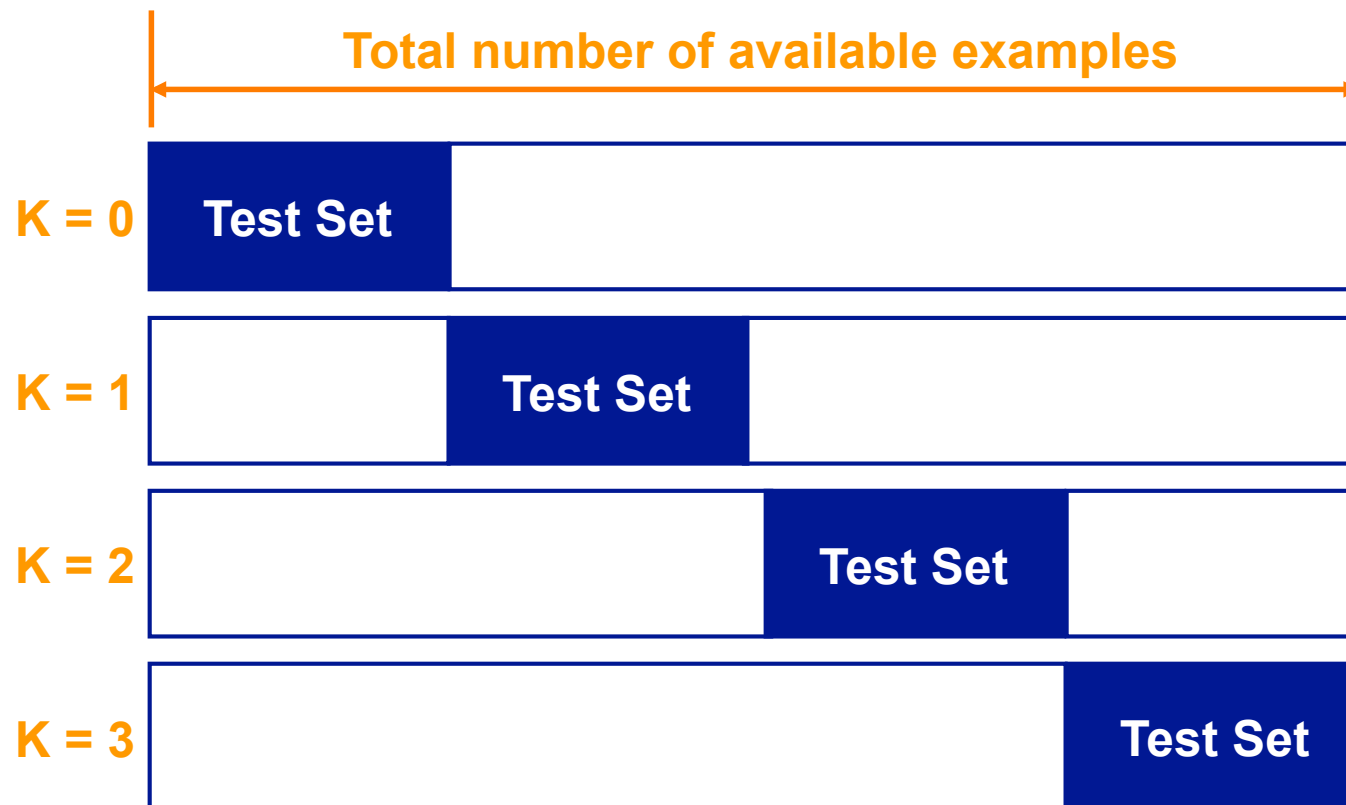 Total number of available examples
K = 0 Test Set
K = 1 Test Set
K = 2 Test Set
K = 3 Test Set